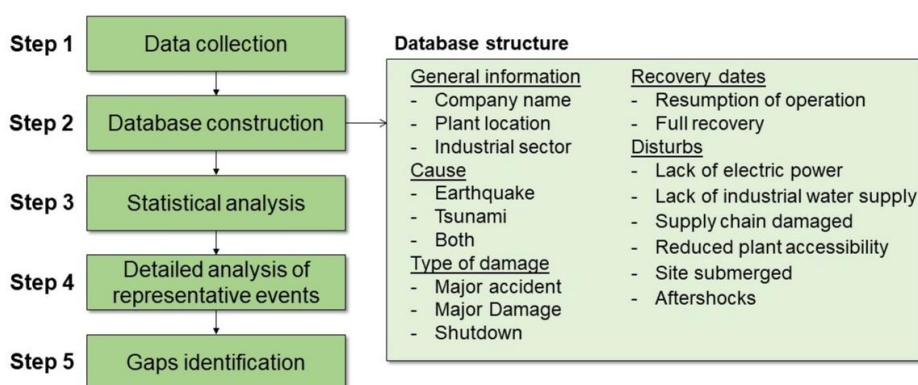 Step 1
Data collection
Step 2
Database construction
Step 3
Statistical analysis
Step 4
Detailed analysis of
representative events
Step 5
Gaps identification
Database structure
General information
- Company name
- Plant location
- Industrial sector
Cause
- Earthquake
- Tsunami
- Both
Type of damage
- Major accident
- Major Damage
- Shutdown
Recovery dates
- Resumption of operation
- Full recovery
Disturbs
- Lack of electric power
- Lack of industrial water supply
- Supply chain damaged
- Reduced plant accessibility
- Site submerged
- Aftershocks